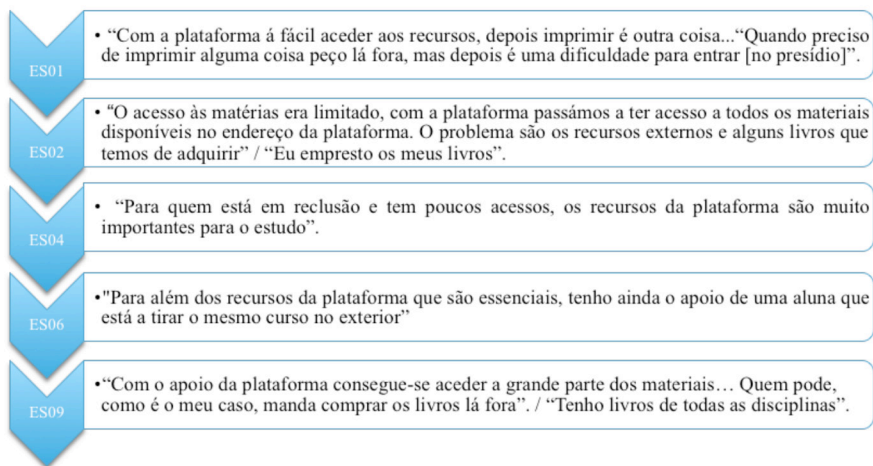 ES01
• “Com a plataforma á fácil aceder aos recursos, depois imprimir é outra coisa...“Quando preciso
de imprimir alguma coisa peço lá fora, mas depois é uma dificuldade para entrar [no presídio]”.
ES02
• "O acesso às matérias era limitado, com a plataforma passámos a ter acesso a todos os materiais
disponíveis no endereço da plataforma. O problema são os recursos externos e alguns livros que
temos de adquirir” / “Eu empresto os meus livros”.
ES04
• “Para quem está em reclusão e tem poucos acessos, os recursos da plataforma são muito
importantes para o estudo”.
ES06
•"Para além dos recursos da plataforma que são essenciais, tenho ainda o apoio de uma aluna que
está a tirar o mesmo curso no exterior”
ES09
•“Com o apoio da plataforma consegue-se aceder a grande parte dos materiais… Quem pode,
como é o meu caso, manda comprar os livros lá fora”. / “Tenho livros de todas as disciplinas”.